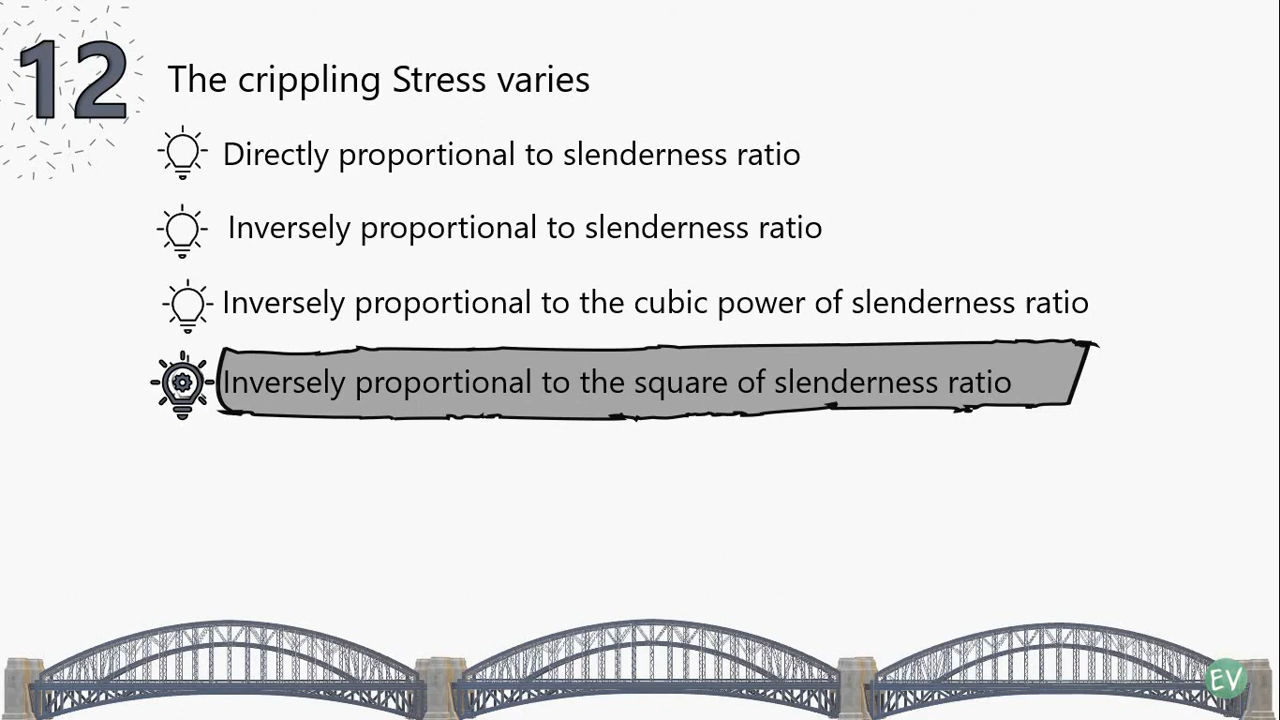 12
The crippling Stress varies
Directly proportional to slenderness ratio
Inversely proportional to slenderness ratio
Inversely proportional to the cubic power of slenderness ratio
Inversely proportional to the square of slenderness ratio
EV